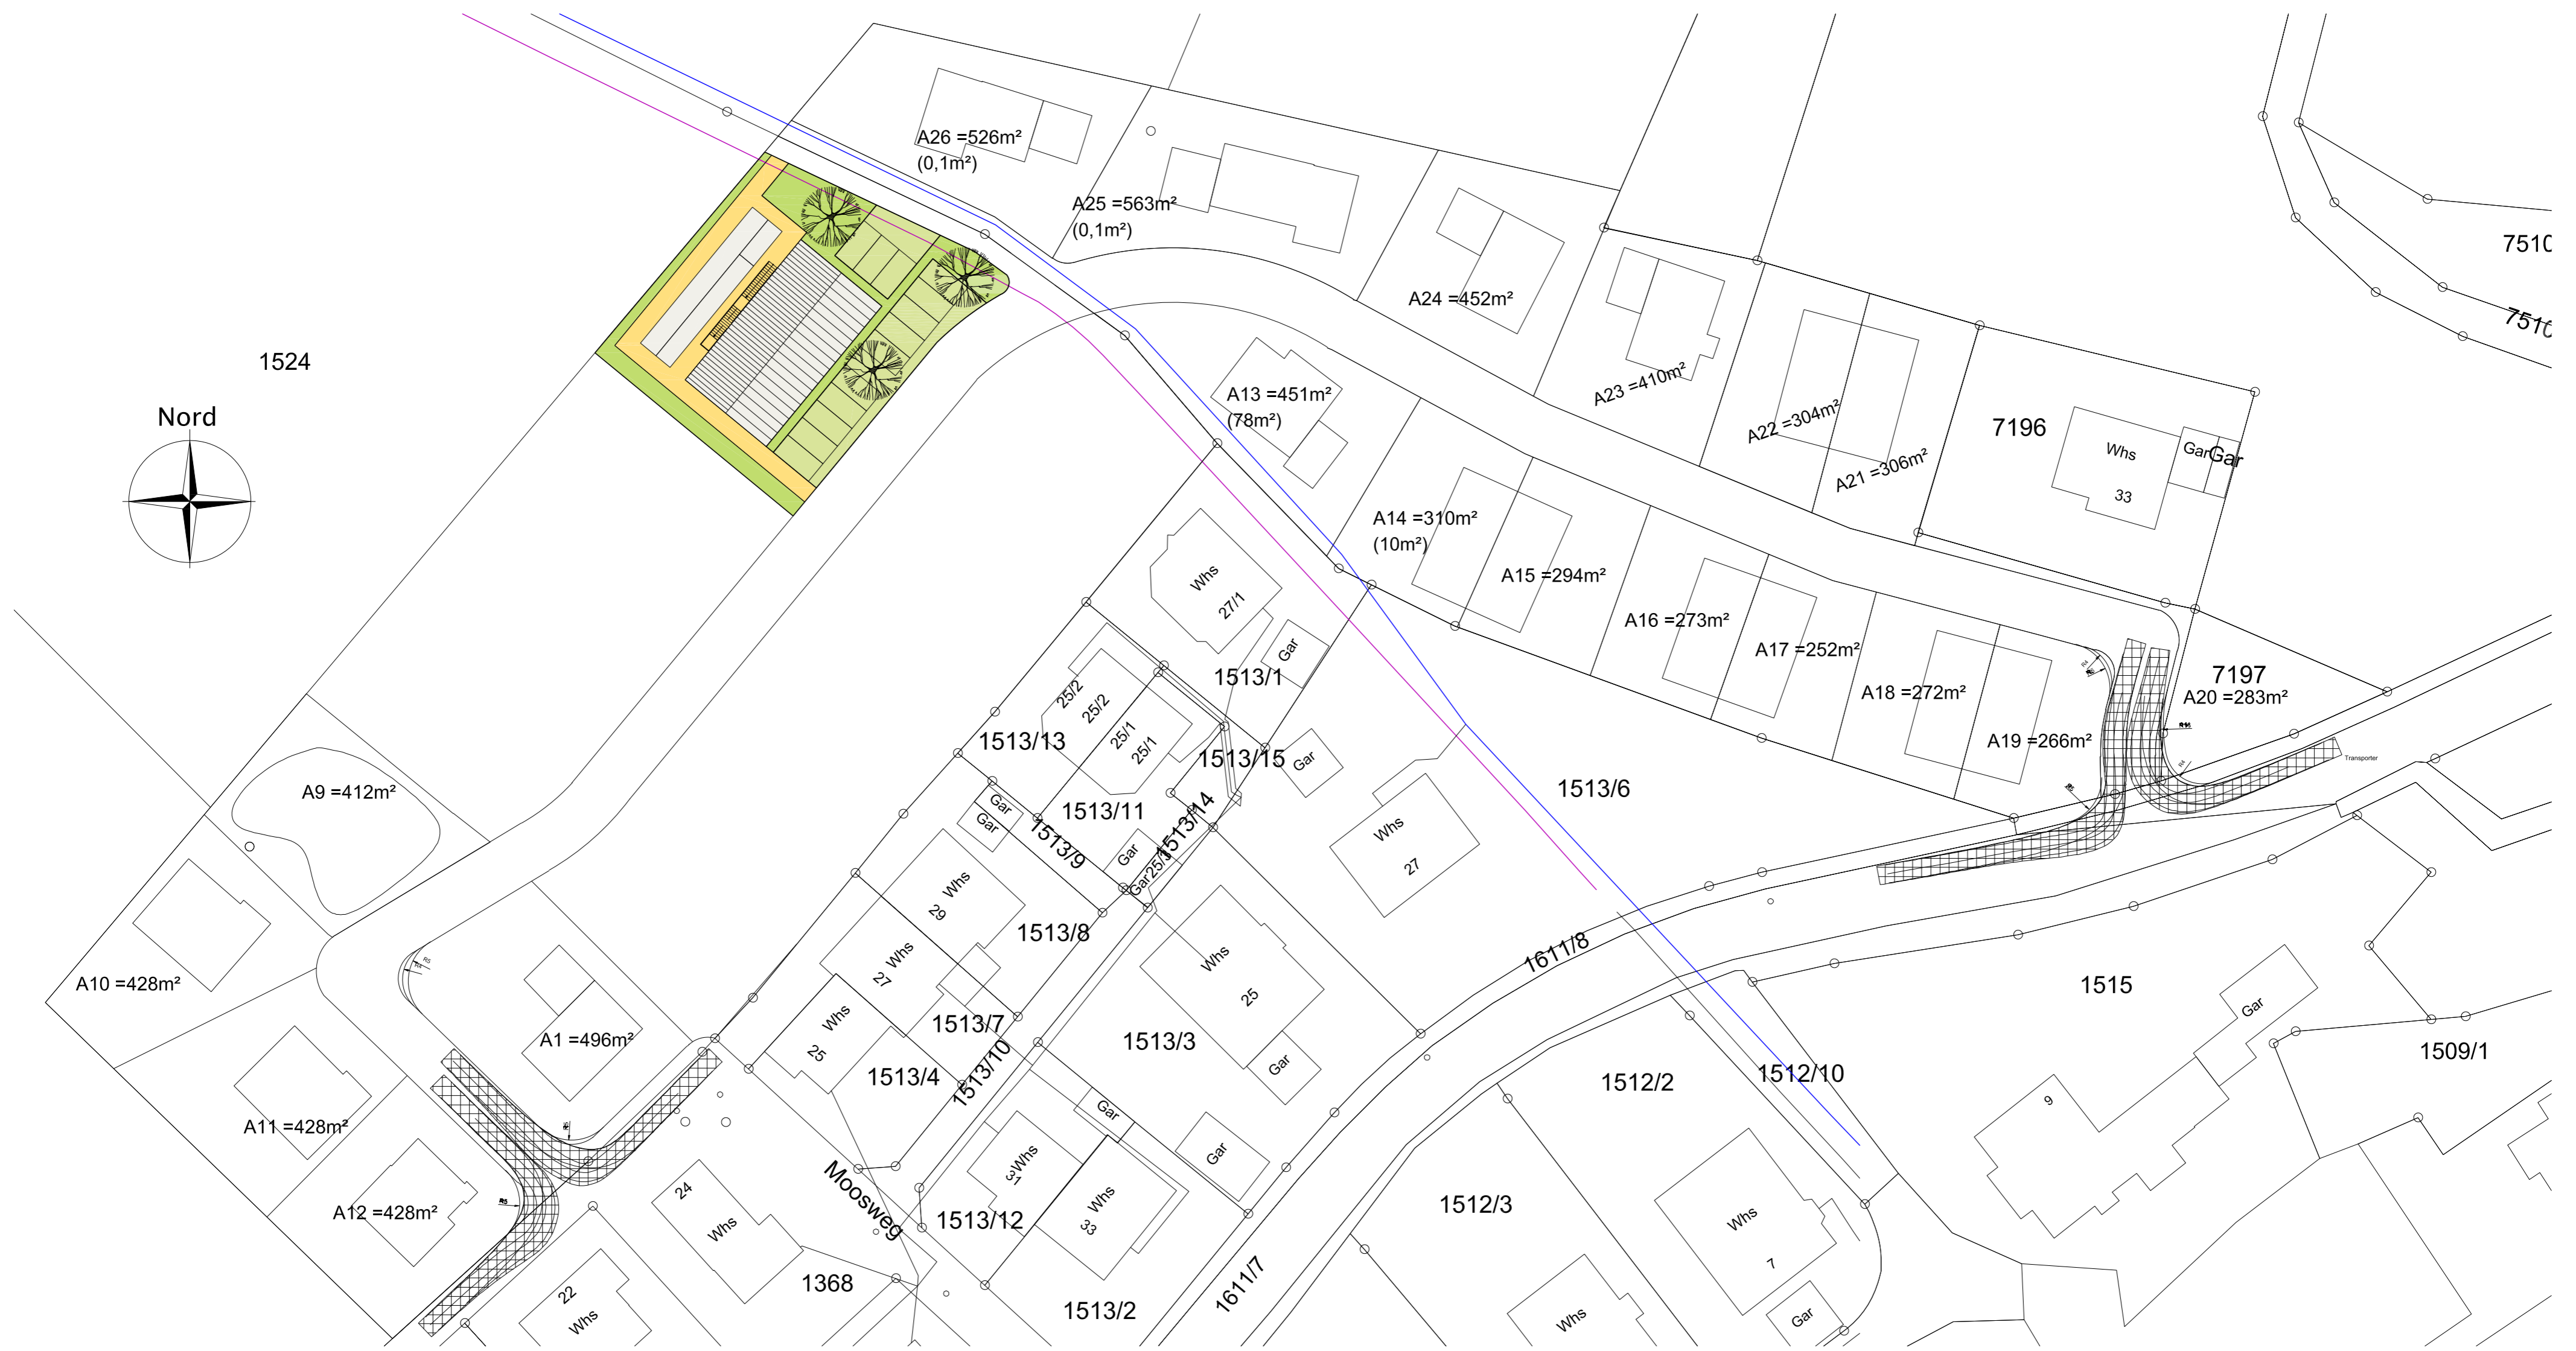 A26 =526m²
(0,1m²)
A25 =563m²
(0,1m²)
7510
7510
A24 =452m²
1524
Nord
A13 =451m²
(78m²)
A23 =410m²
A22 =304m²
A21 =306m²
7196
Whs
33
Gar
Gar
A14 =310m²
(10m²)
A15 =294m²
A16 =273m²
A17 =252m²
A18 =272m²
A19 =266m²
7197
A20 =283m²
Transporter
Whs
27/1
Gar
1513/1
25/2
25/2
25/1
25/1
1513/13
1513/15
Gar
1513/6
A9 =412m²
Gar
Gar
1513/9
1513/11
1513/14
Gar
Gar
Whs
27
Whs
29
1513/8
Whs
27
Whs
25
1611/8
1515
Gar
1509/1
A10 =428m²
A1 =496m²
Whs
25
1513/7
1513/3
Gar
1513/4
1513/10
1512/2
1512/10
9
A11 =428m²
Gar
Gar
A12 =428m²
24
Whs
Moosweg
Whs
31
1513/12
Whs
33
1512/3
Whs
7
1368
22
Whs
1513/2
1611/7
Whs
Gar